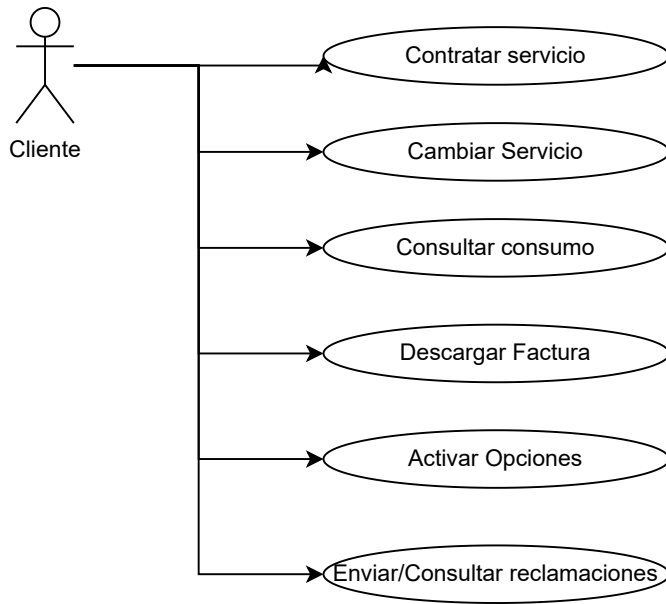 Contratar servicio
Cliente
Cambiar Servicio
Consultar consumo
Descargar Factura
Activar Opciones
Enviar/Consultar reclamaciones